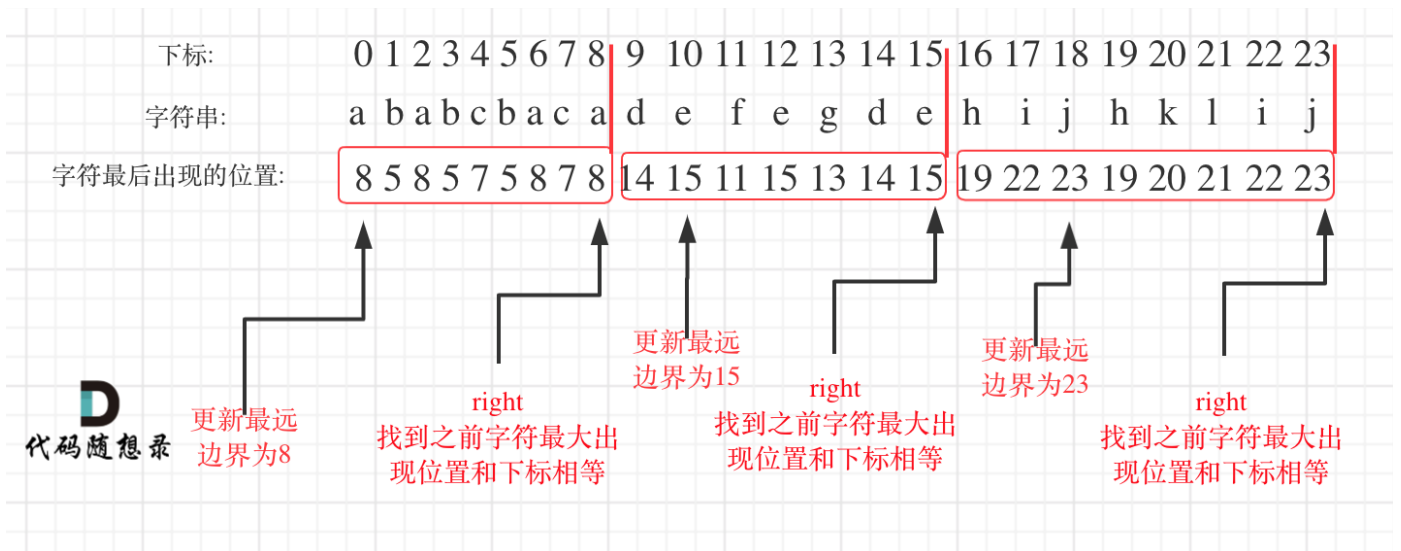 下标: 0 1 2 3 4 5 6 7 8 9 10 11 12 13 14 15 16 17 18 19 20 21 22 23
字符串: a b a b c b a c a d e f e g d e h i j h k l i j
字符最后出现的位置: 8 5 8 5 7 5 8 7 8 14 15 11 15 13 14 15 19 22 23 19 20 21 22 23
更新最远
边界为8
right
找到之前字符最大出
现位置和下标相等
更新最远
边界为15
right
找到之前字符最大出
现位置和下标相等
更新最远
边界为23
right
找到之前字符最大出
现位置和下标相等
代码随想录